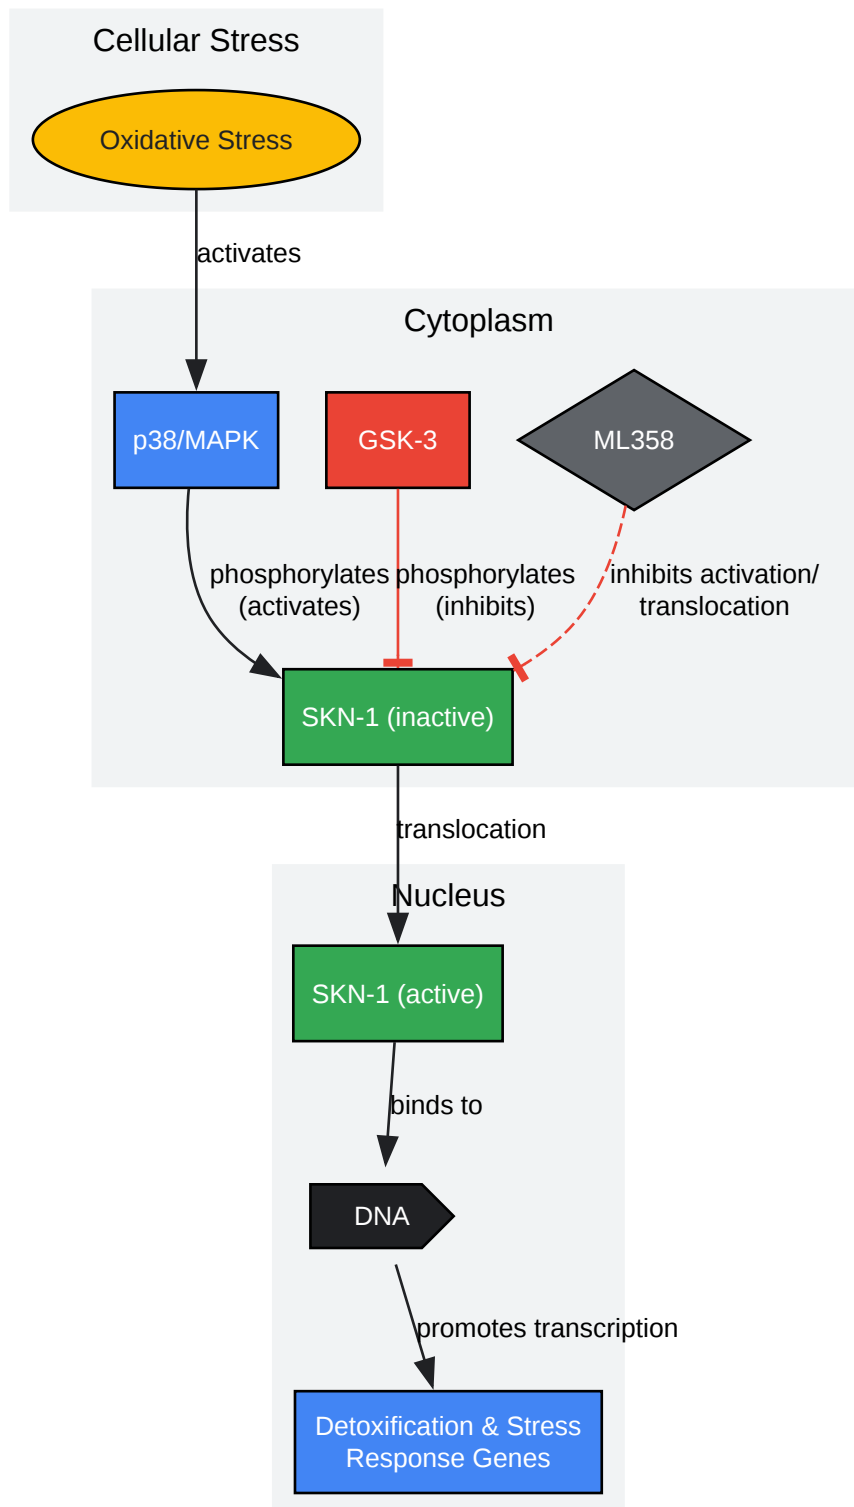 Cellular Stress
Oxidative Stress
activates
Cytoplasm
p38/MAPK
GSK-3
ML358
phosphorylates
(activates)
phosphorylates
(inhibits)
inhibits activation/
translocation
SKN-1 (inactive)
translocation
Nucleus
SKN-1 (active)
binds to
DNA
promotes transcription
Detoxification & Stress
Response Genes